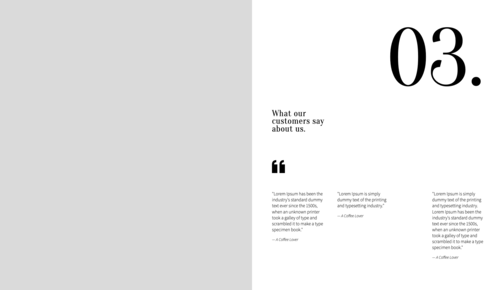 03.
What our
customers say
about us.
"Lorem Ipsum has been the
industry's standard dummy
text ever since the 1500s,
when an unknown printer
took a galley of type and
scrambled it to make a type
specimen book."
— A Coffee Lover
"Lorem Ipsum is simply
dummy text of the printing
and typesetting industry."
— A Coffee Lover
"Lorem Ipsum is simply
dummy text of the printing
and typesetting industry.
Lorem Ipsum has been the
industry's standard dummy
text ever since the 1500s,
when an unknown printer
took a galley of type and
scrambled it to make a type
specimen book."
— A Coffee Lover